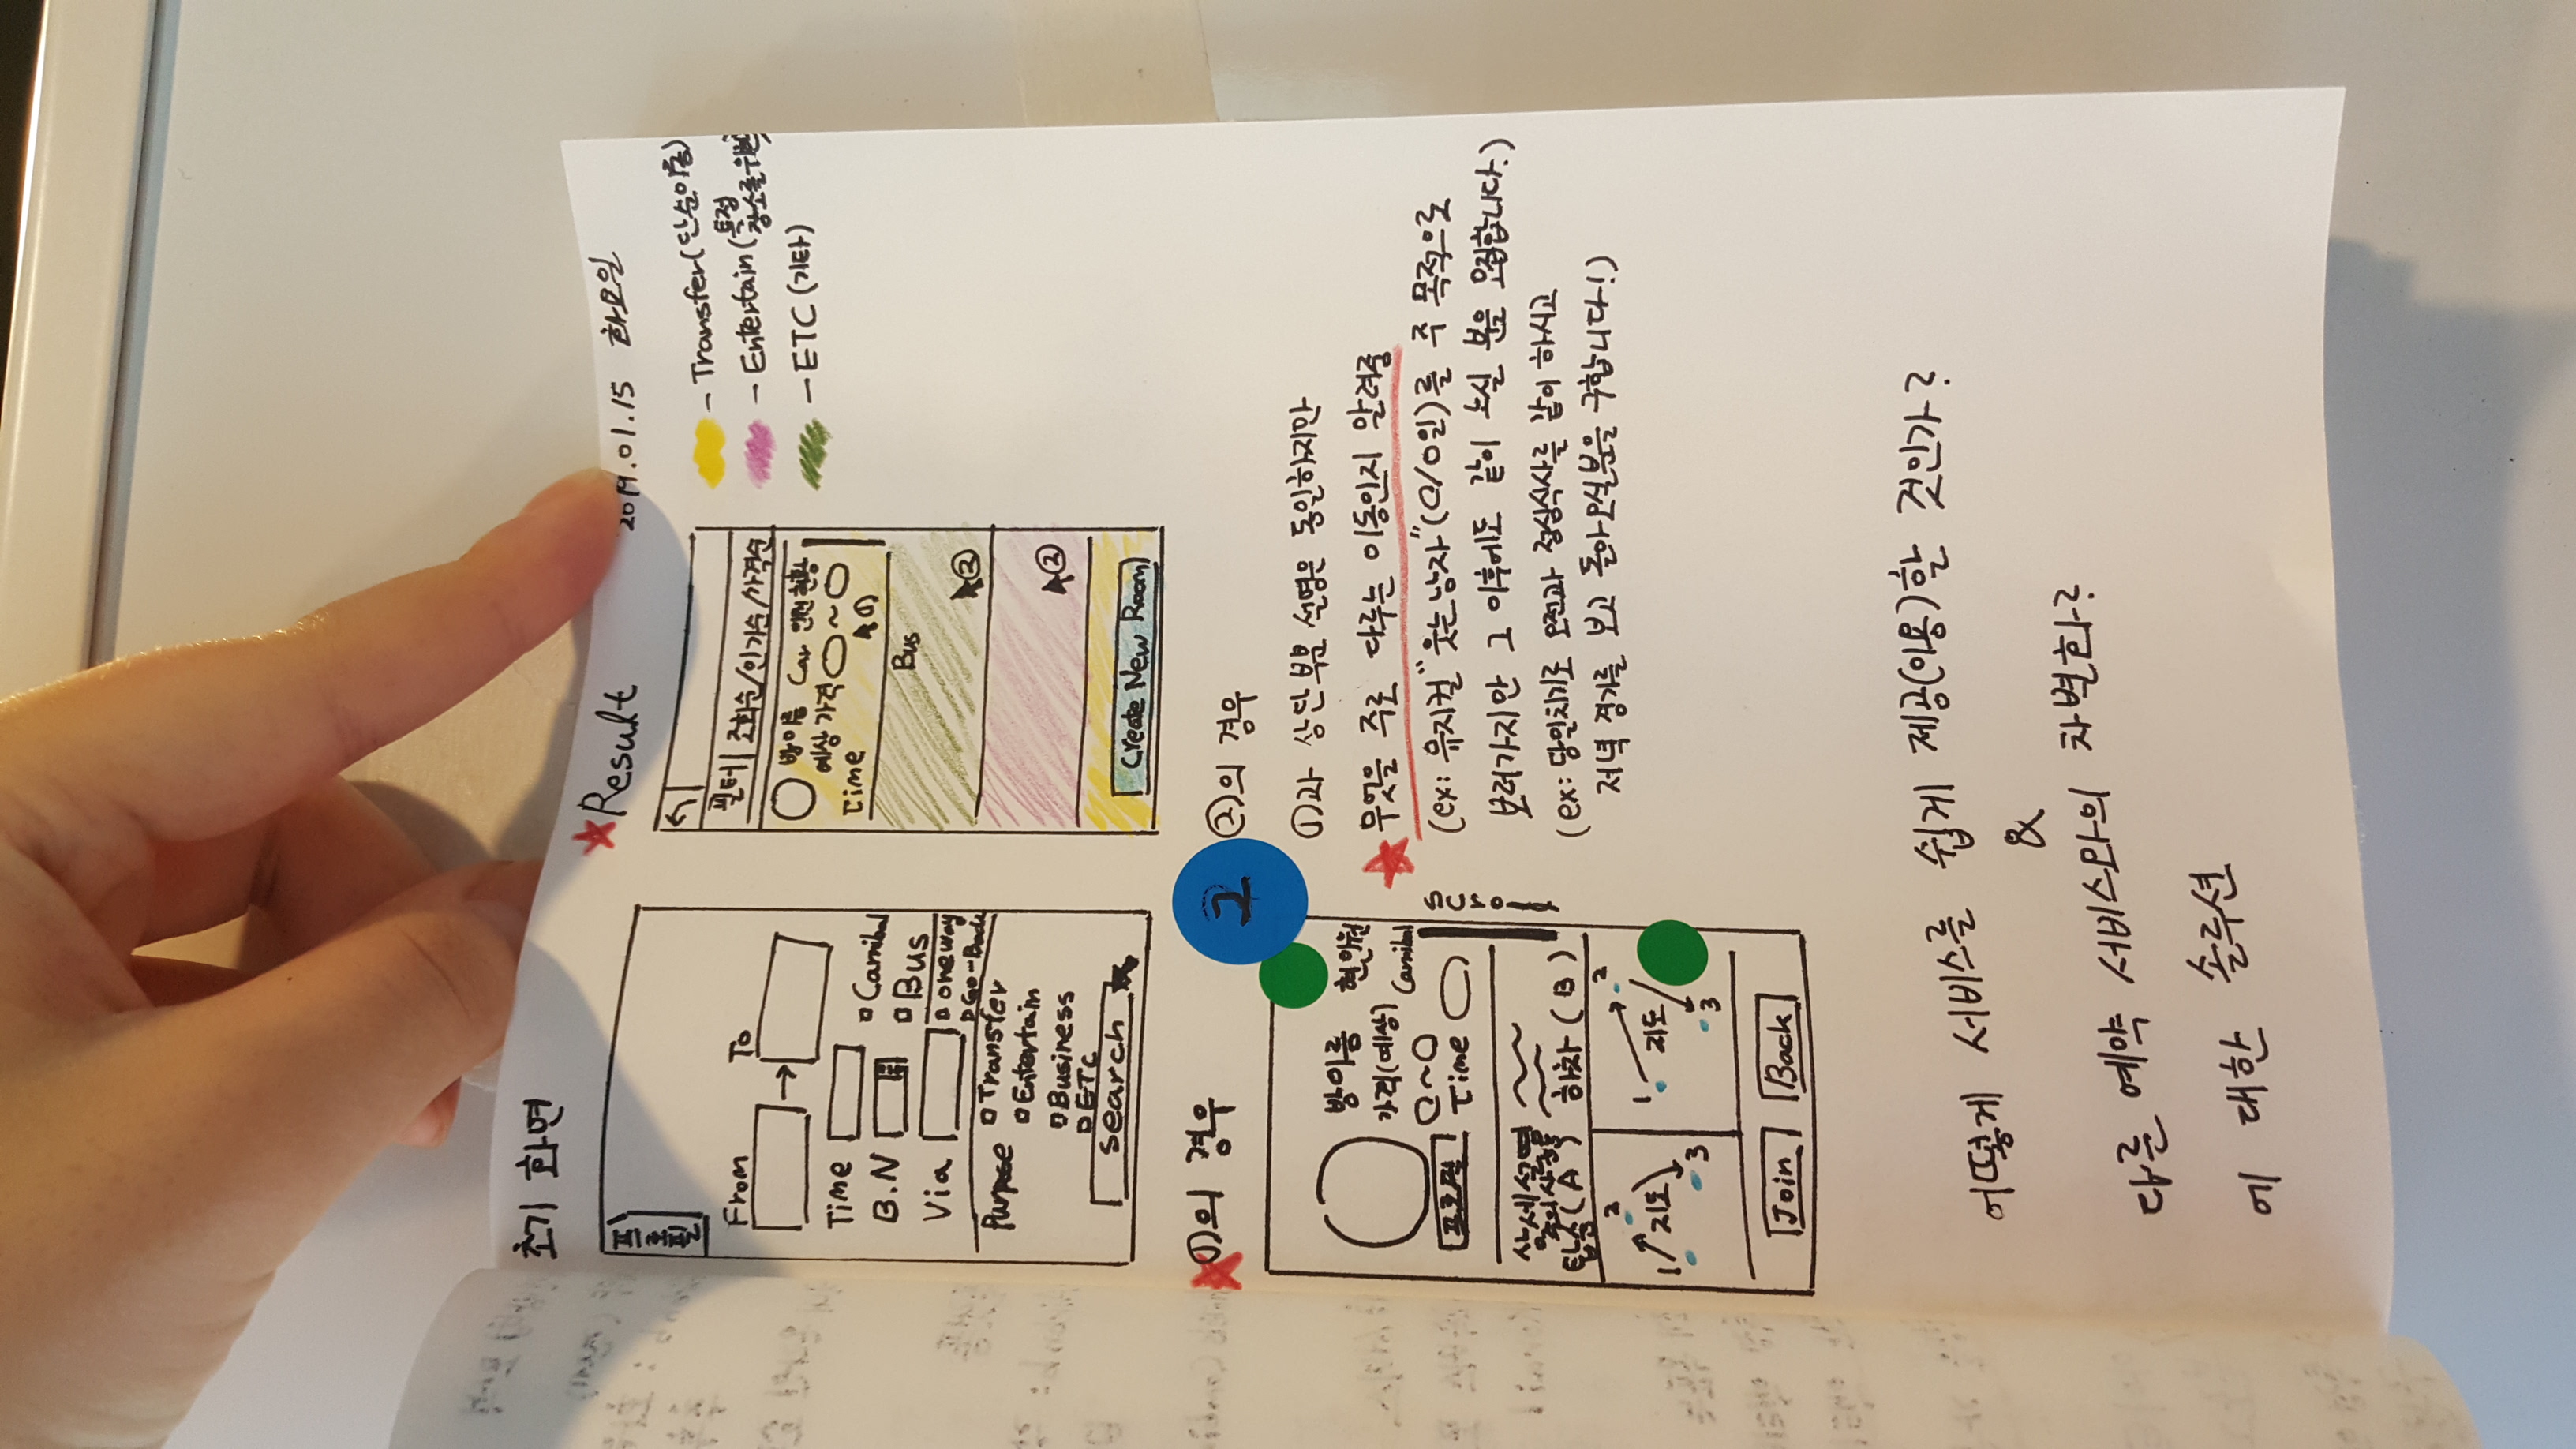 초기 화면
프로필
From
To
Time
B.N
Via
Carnibal
Bus
oneway
Go-Back
Purpose
Transfer
Entertain
Business
ETC
Search
Result
2019.01.15 화요일
필터 조회순/인기순/가격순
방이름 Car 인원현황
예상 가격 ~
Time
①
Bus
②
②
Create New Room
- Transfer(단순이동)
- Entertain(특정
장소를 위한
- ETC (기타)
①의 경우
방이름 현인원
가격(예상) Carnibal
~
프로필 Time
Scroll
상세설명
주의사항
탑승(A) 하차(B)
1 2 3 지도
1 2 3 지도
Join Back
2
②의 경우
①과 상단부분 설명은 동일하지만
무엇을 주로 다루는 이동인지 알려줌
(ex: 뮤지컬 "웃는남자"(0/0일)를 주 목적으로
보러가지만 그 이후에도 같이 노실 분을 모집합니다.)
(ex: 당일치기로 오전과 점심식사를 같이 하시고
저녁 경기를 보고 돌아오실분을 구합니다!)
어떻게 서비스를 쉽게 제공(이용)할 것인가?
&
다른 예약 서비스와의 차별화?
에 대한 솔루션